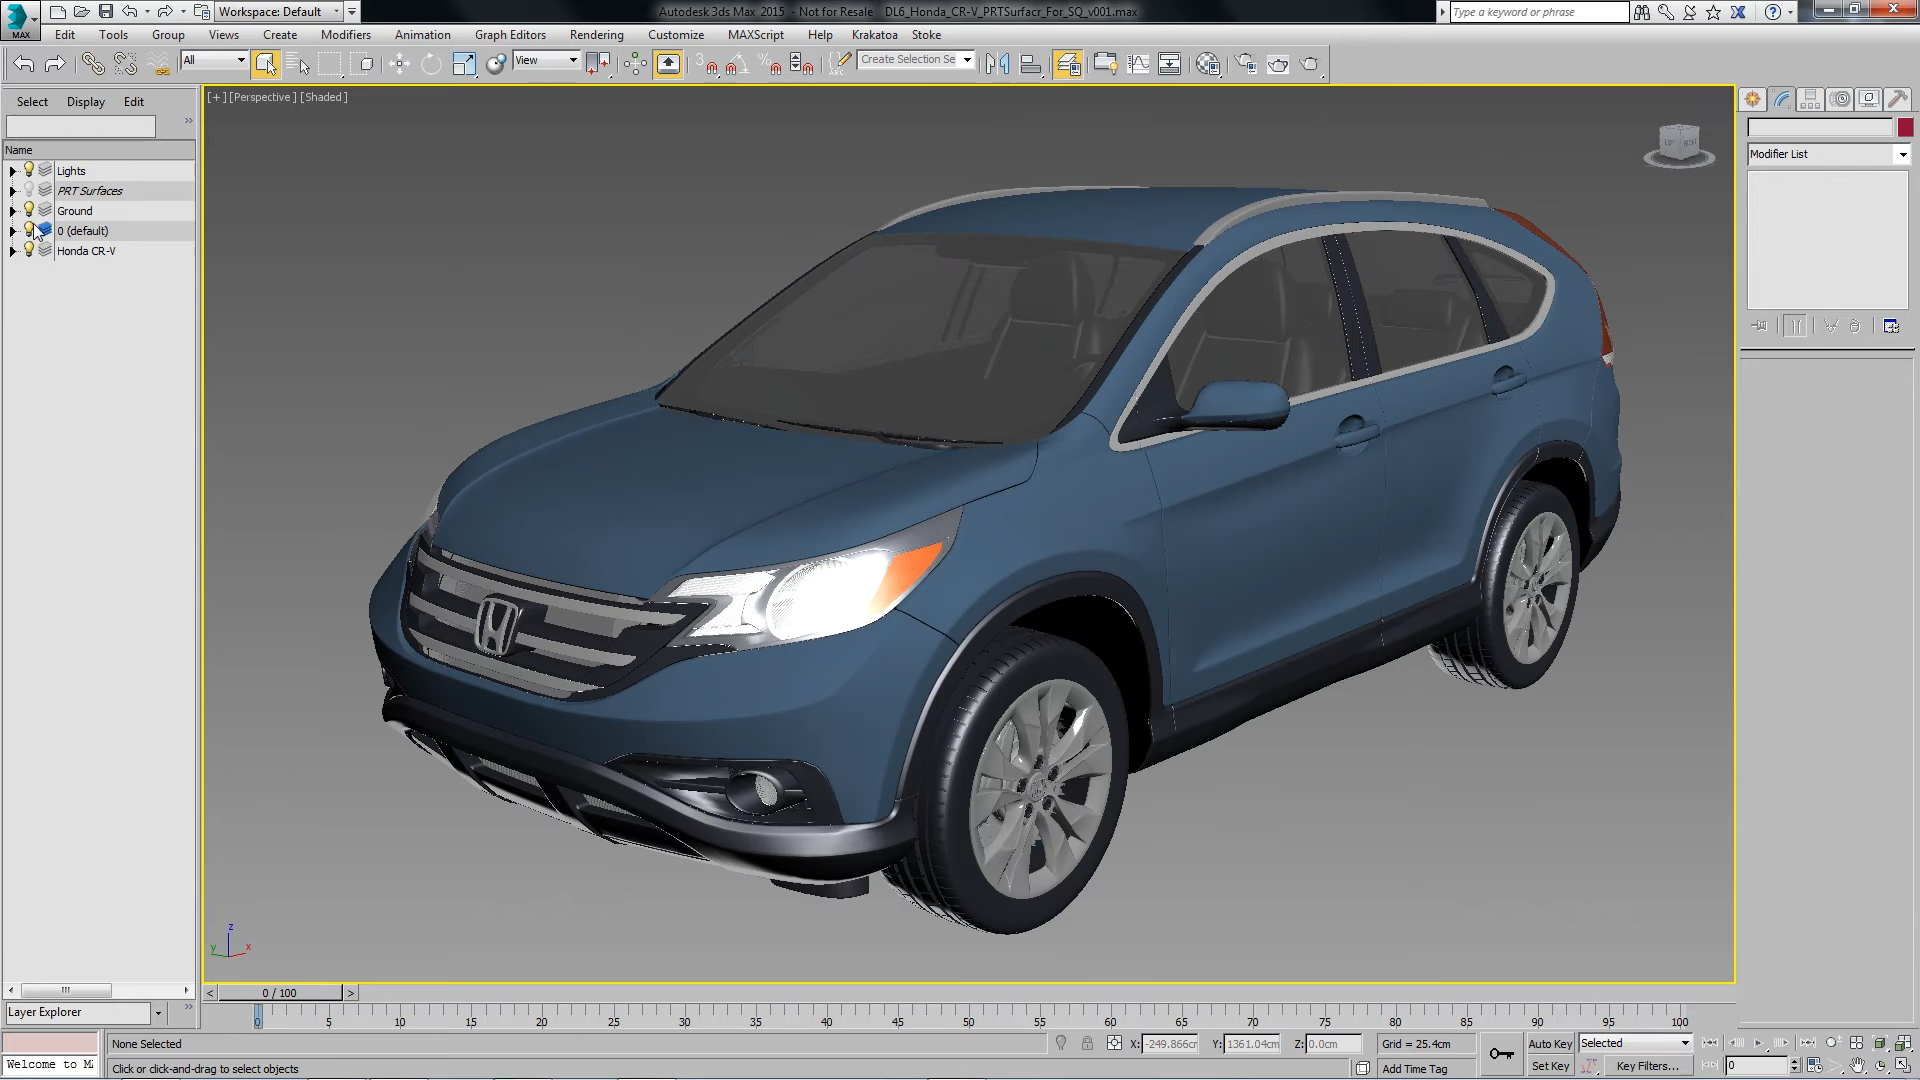 MAX
Workspace: Default
Autodesk 3ds Max 2015 - Not for Resale DL6_Honda_CR-V_PRTSurfacr_For_SQ_v001.max
Type a keyword or phrase
Edit Tools Group Views Create Modifiers Animation Graph Editors Rendering Customize MAXScript Help Krakatoa Stoke
All
View
3
Create Selection Se
[+] [Perspective] [Shaded]
Select Display Edit
Name
Lights
PRT Surfaces
Ground
0 (default)
Honda CR-V
Modifier List
z
y
x
0 / 100
Layer Explorer
0 5 10 15 20 25 30 35 40 45 50 55 60 65 70 75 80 85 90 95 100
None Selected
X: -249.866cm
Y: 1361.04cm
Z: 0.0cm
Grid = 25.4cm
Auto Key
Selected
Welcome to M
Click or click-and-drag to select objects
Add Time Tag
Set Key
Key Filters...
0